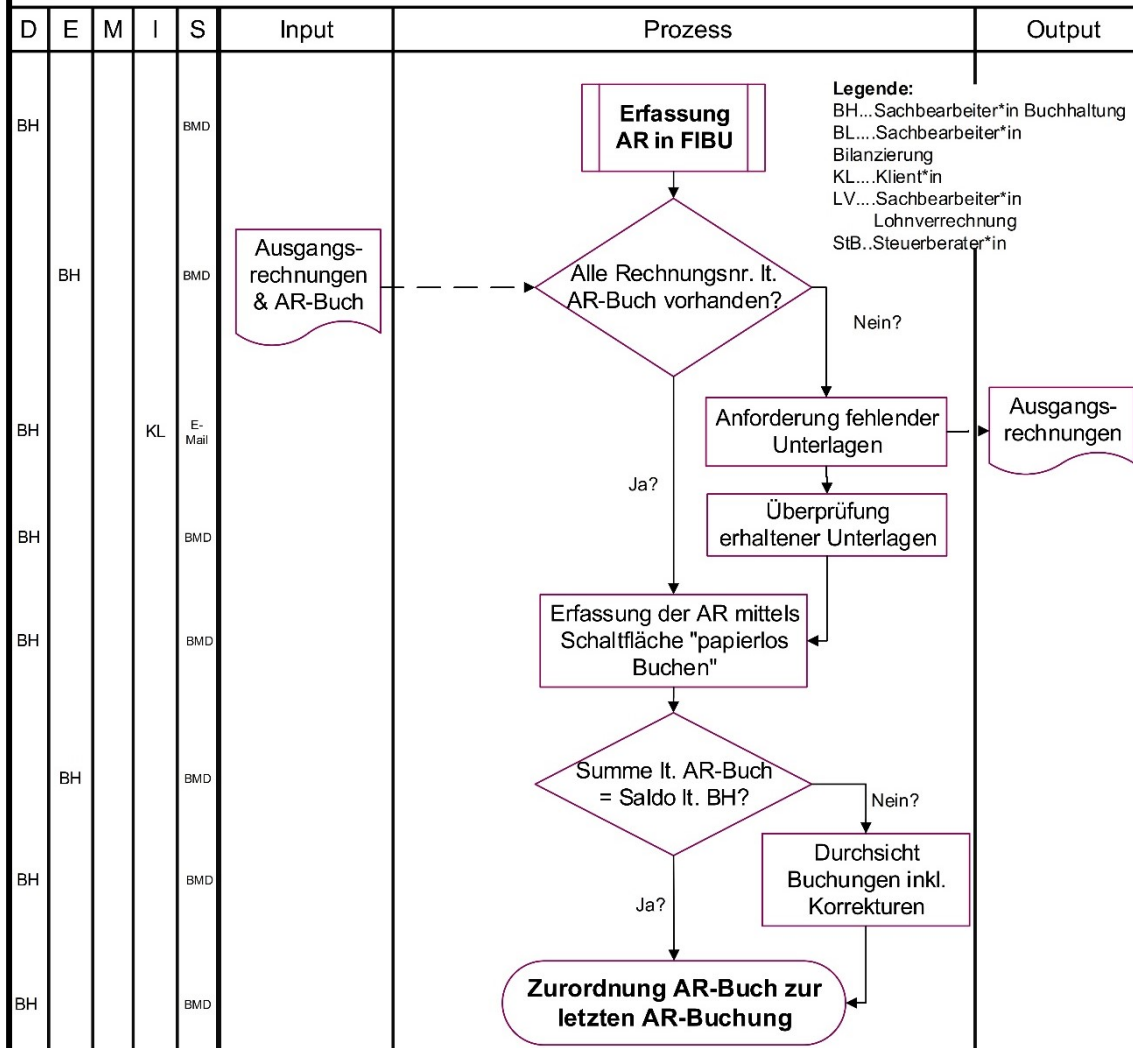 D E M I S Input Prozess Output
Legende:
BH...Sachbearbeiter*in Buchhaltung
BL....Sachbearbeiter*in
Bilanzierung
KL....Klient*in
LV....Sachbearbeiter*in
Lohnverrechnung
StB..Steuerberater*in
BH BMD
Erfassung
AR in FIBU
BH BMD
Ausgangs-
rechnungen
& AR-Buch
Alle Rechnungsnr. lt.
AR-Buch vorhanden?
Nein?
BH KL E-
Mail
Anforderung fehlender
Unterlagen
Ausgangs-
rechnungen
Ja?
BH BMD
Überprüfung
erhaltener Unterlagen
BH BMD
Erfassung der AR mittels
Schaltfläche "papierlos
Buchen"
BH BMD
Summe lt. AR-Buch
= Saldo lt. BH?
Nein?
BH BMD
Durchsicht
Buchungen inkl.
Korrekturen
Ja?
BH BMD
Zurordnung AR-Buch zur
letzten AR-Buchung